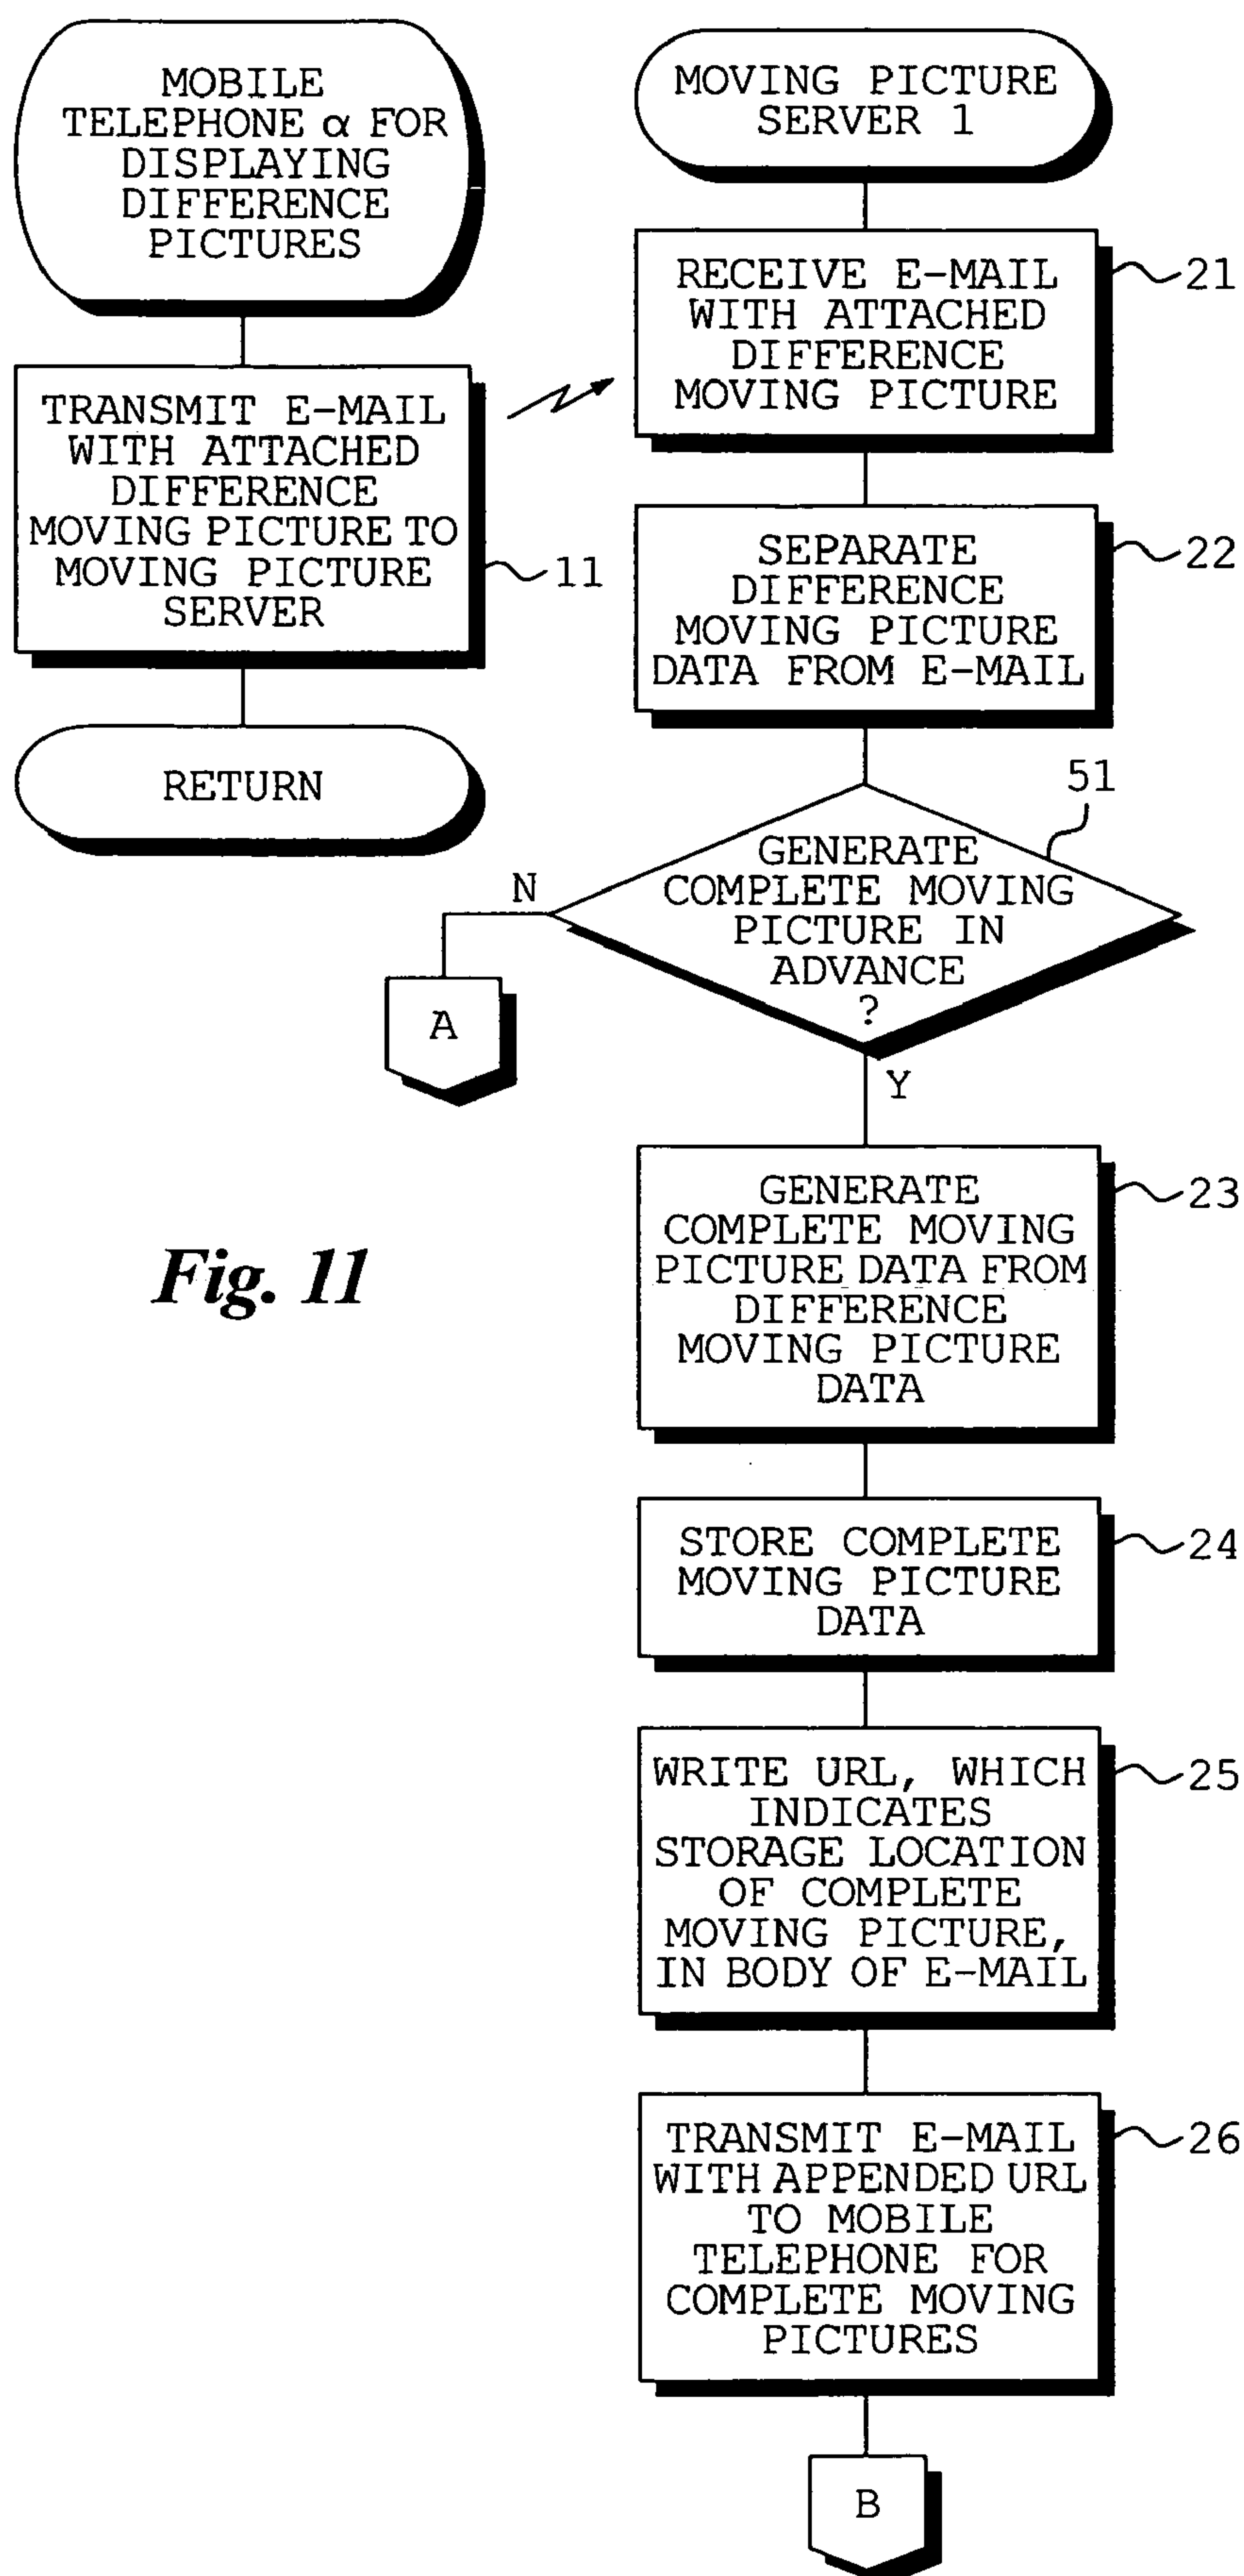 MOBILE
TELEPHONE α FOR
DISPLAYING
DIFFERENCE
PICTURES
TRANSMIT E-MAIL
WITH ATTACHED
DIFFERENCE
MOVING PICTURE TO
MOVING PICTURE
SERVER
11
RETURN
MOVING PICTURE
SERVER 1
RECEIVE E-MAIL
WITH ATTACHED
DIFFERENCE
MOVING PICTURE
21
SEPARATE
DIFFERENCE
MOVING PICTURE
DATA FROM E-MAIL
22
51
GENERATE
COMPLETE MOVING
PICTURE IN
ADVANCE
?
N
A
Y
GENERATE
COMPLETE MOVING
PICTURE DATA FROM
DIFFERENCE
MOVING PICTURE
DATA
23
Fig. 11
STORE COMPLETE
MOVING PICTURE
DATA
24
WRITE URL, WHICH
INDICATES
STORAGE LOCATION
OF COMPLETE
MOVING PICTURE,
IN BODY OF E-MAIL
25
TRANSMIT E-MAIL
WITH APPENDED URL
TO MOBILE
TELEPHONE FOR
COMPLETE MOVING
PICTURES
26
B